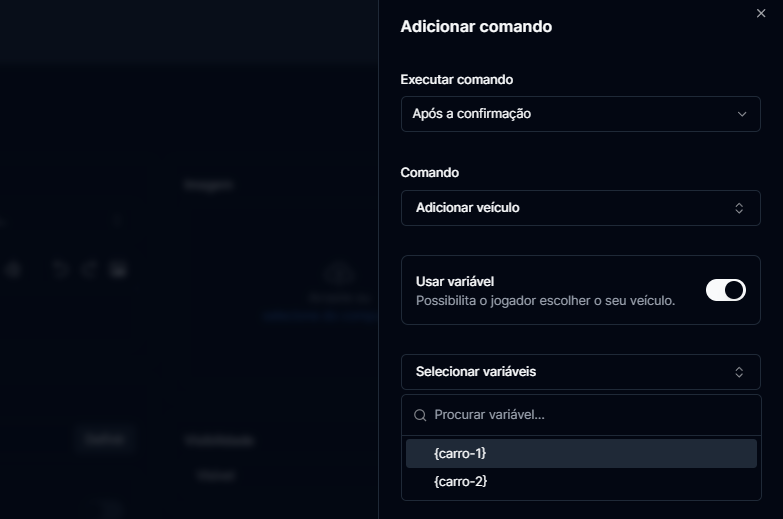 Adicionar comando
Executar comando
Após a confirmação
Comando
Adicionar veículo
Usar variável
Possibilita o jogador escolher o seu veículo.
Selecionar variáveis
Procurar variável...
{carro-1}
{carro-2}